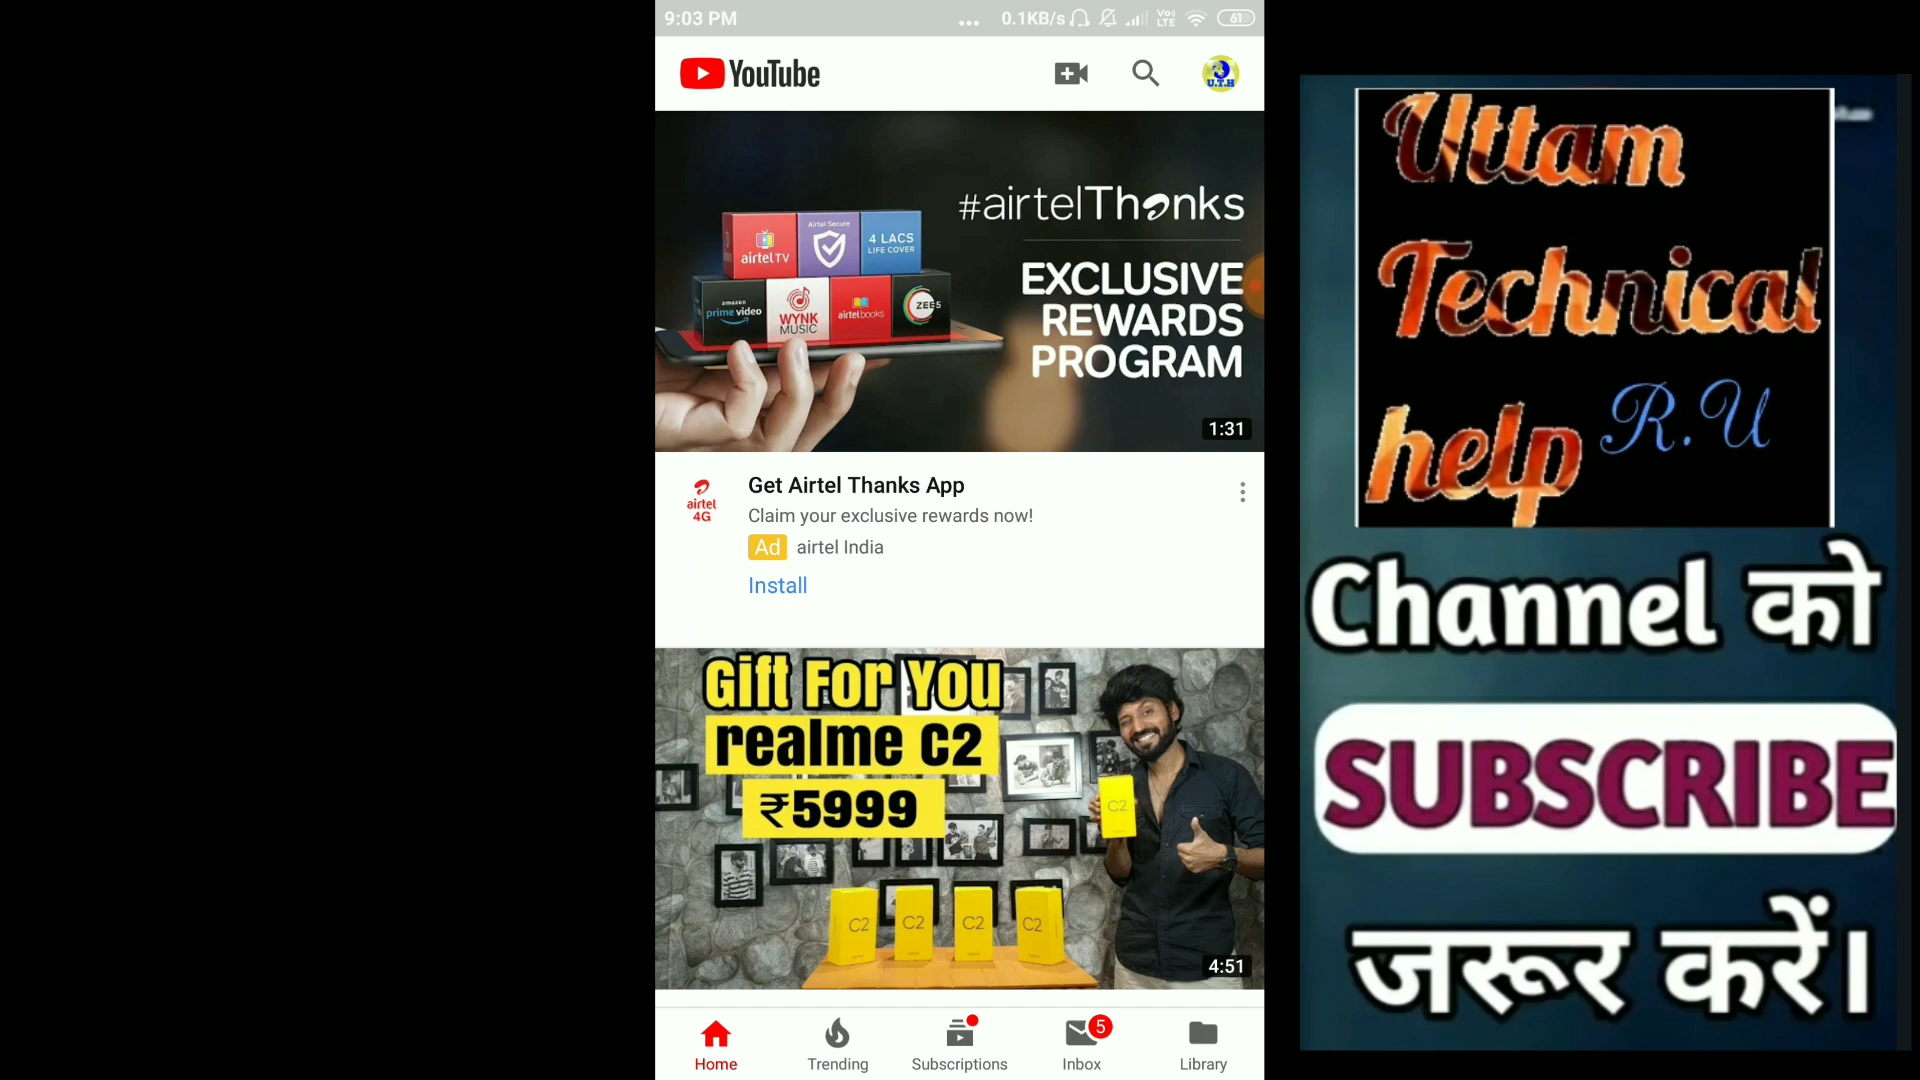 9:03 PM
... 0.1KB/s Vo) LTE 61
YouTube
U.T.H
#airtelThanks
EXCLUSIVE
REWARDS
PROGRAM
airtel TV
Airtel Secure
4 LACS
LIFE COVER
amazon
prime video
WYNK
MUSIC
airtel books
ZEE5
1:31
airtel
4G
Get Airtel Thanks App
Claim your exclusive rewards now!
Ad airtel India
Install
Gift For You
realme C2
₹5999
C2
C2
C2
C2
C2
4:51
Home
Trending
Subscriptions
5
Inbox
Library
Uttam
Technical
help R.U
Channel को
SUBSCRIBE
जरूर करें।